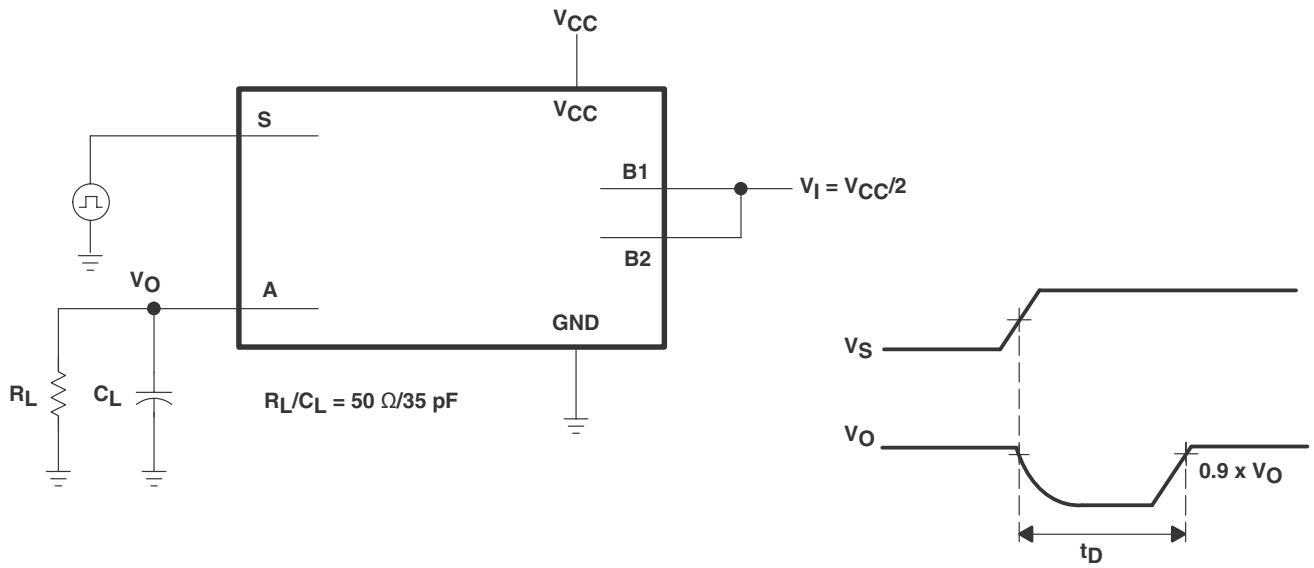 VCC
VCC
S
B1
VI = VCC/2
B2
VO
A
GND
RL
CL
RL/CL = 50 Ω/35 pF
VS
VO
0.9 x VO
tD